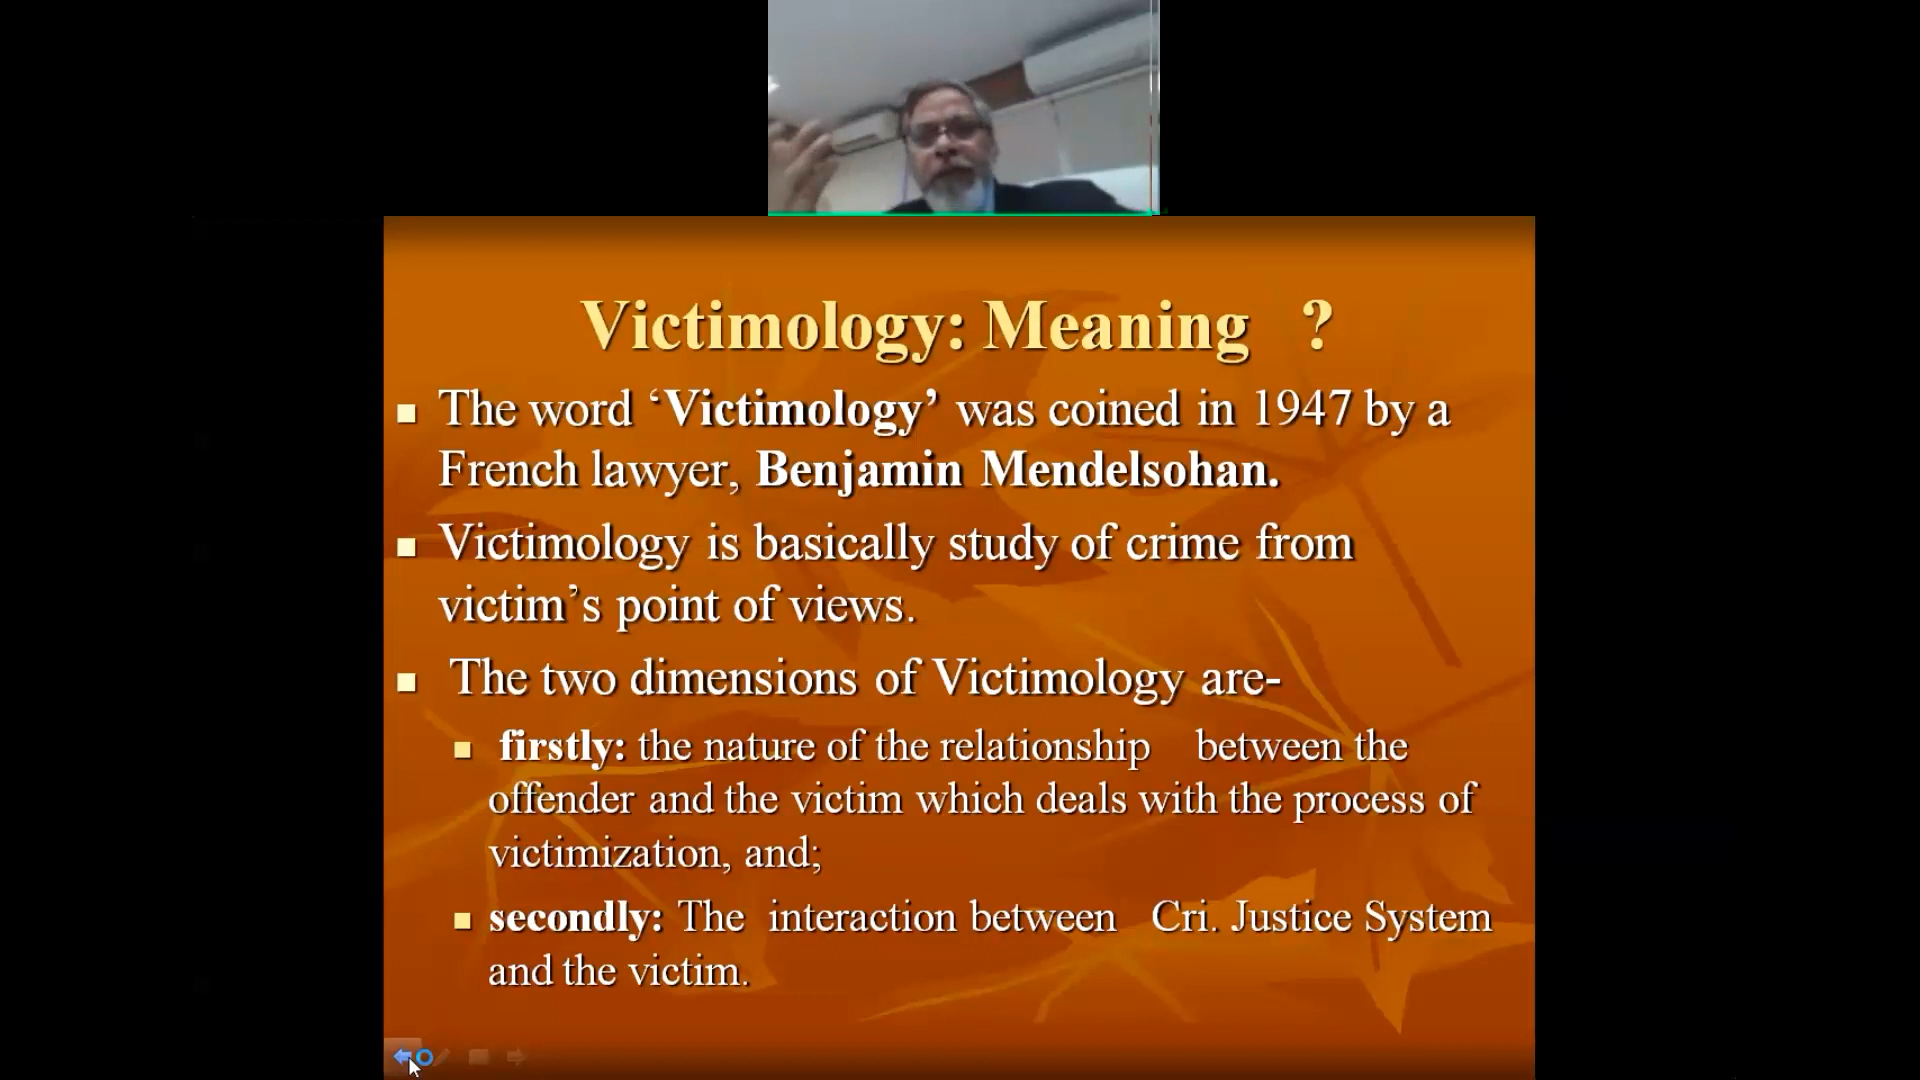 Victimology: Meaning ?
The word ‘Victimology’ was coined in 1947 by a
French lawyer, Benjamin Mendelsohan.
Victimology is basically study of crime from
victim’s point of views.
The two dimensions of Victimology are-
firstly: the nature of the relationship between the
offender and the victim which deals with the process of
victimization, and;
secondly: The interaction between Cri. Justice System
and the victim.